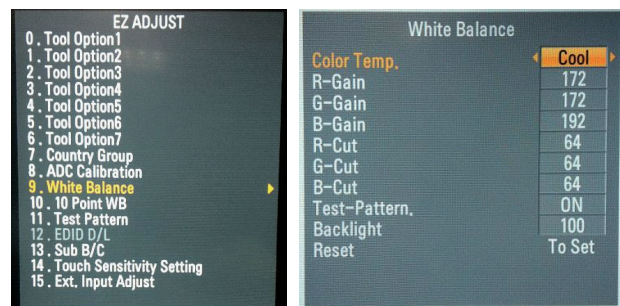 EZ ADJUST
0 . Tool Option1
1 . Tool Option2
2 . Tool Option3
3 . Tool Option4
4 . Tool Option5
5 . Tool Option6
6 . Tool Option7
7 . Country Group
8 . ADC Calibration
9 . White Balance
10 . 10 Point WB
11 . Test Pattern
12 . EDID D/L
13 . Sub B/C
14 . Touch Sensitivity Setting
15 . Ext. Input Adjust
White Balance
Color Temp. Cool
R-Gain 172
G-Gain 172
B-Gain 192
R-Cut 64
G-Cut 64
B-Cut 64
Test-Pattern. ON
Backlight 100
Reset To Set